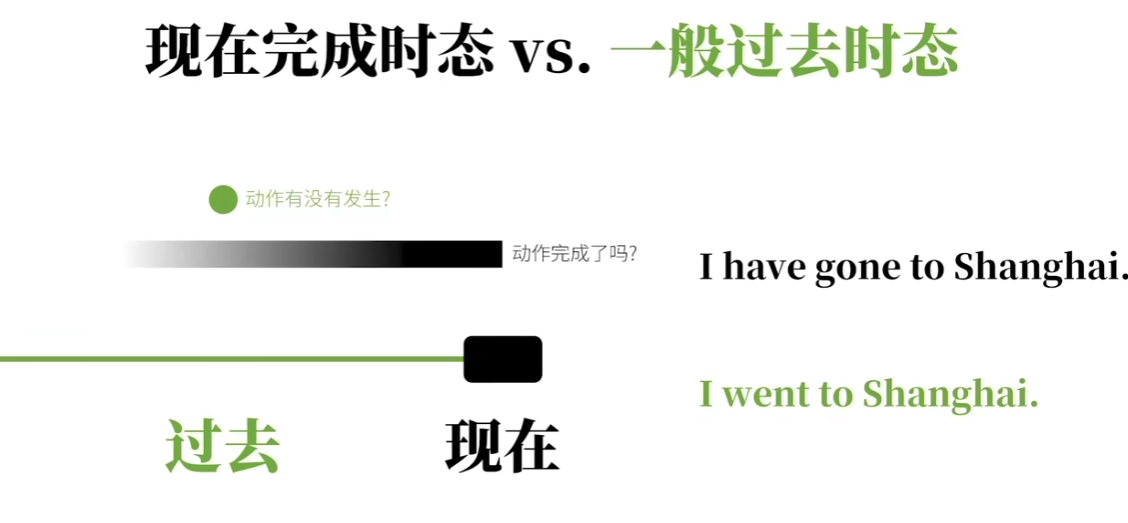 现在完成时态 vs. 一般过去时态
动作有没有发生?
动作完成了吗?
I have gone to Shanghai.
I went to Shanghai.
过去
现在